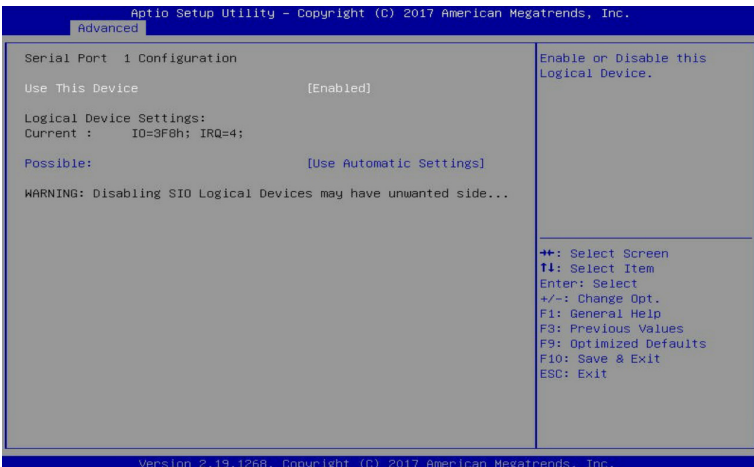 Aptio Setup Utility – Copyright (C) 2017 American Megatrends, Inc.
Advanced
Serial Port 1 Configuration
Use This Device [Enabled]
Logical Device Settings:
Current : IO=3F8h; IRQ=4;
Possible: [Use Automatic Settings]
WARNING: Disabling SIO Logical Devices may have unwanted side...
Enable or Disable this
Logical Device.
→←: Select Screen
↑↓: Select Item
Enter: Select
+/-: Change Opt.
F1: General Help
F3: Previous Values
F9: Optimized Defaults
F10: Save & Exit
ESC: Exit
Version 2.19.1268. Copyright (C) 2017 American Megatrends, Inc.